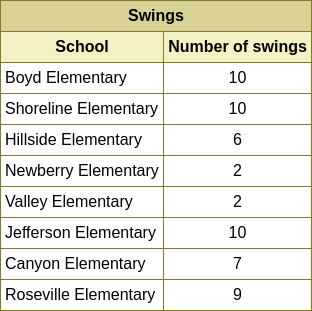 Swings
School Number of swings
Boyd Elementary 10
Shoreline Elementary 10
Hillside Elementary 6
Newberry Elementary 2
Valley Elementary 2
Jefferson Elementary 10
Canyon Elementary 7
Roseville Elementary 9